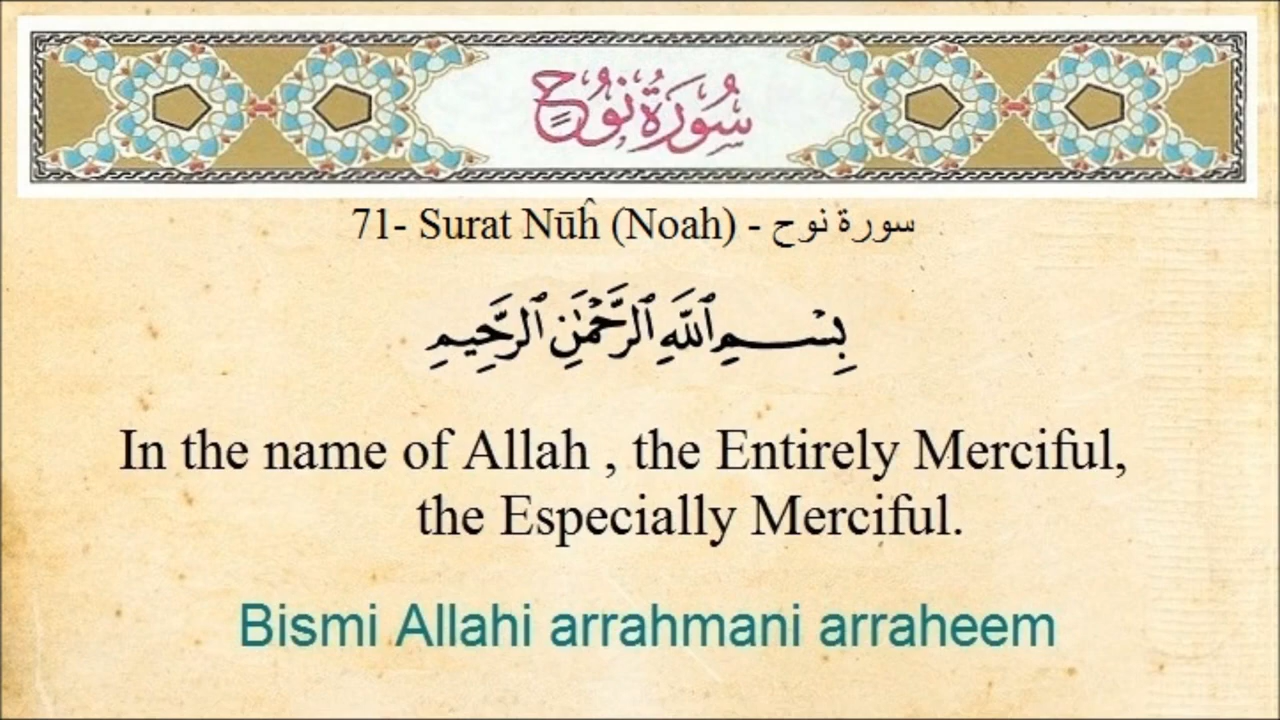 سُورَةُ نُوحٍ
71- Surat Nūĥ (Noah) - سورة نوح
بِسْمِ ٱللَّهِ ٱلرَّحْمَٰنِ ٱلرَّحِيمِ
In the name of Allah , the Entirely Merciful,
the Especially Merciful.
Bismi Allahi arrahmani arraheem